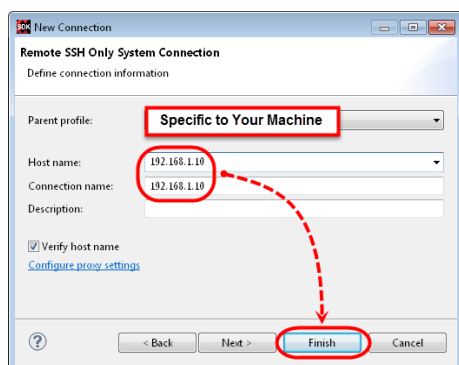 SDK New Connection
Remote SSH Only System Connection
Define connection information
Parent profile: Specific to Your Machine
Host name: 192.168.1.10
Connection name: 192.168.1.10
Description:
Verify host name
Configure proxy settings
? < Back Next > Finish Cancel